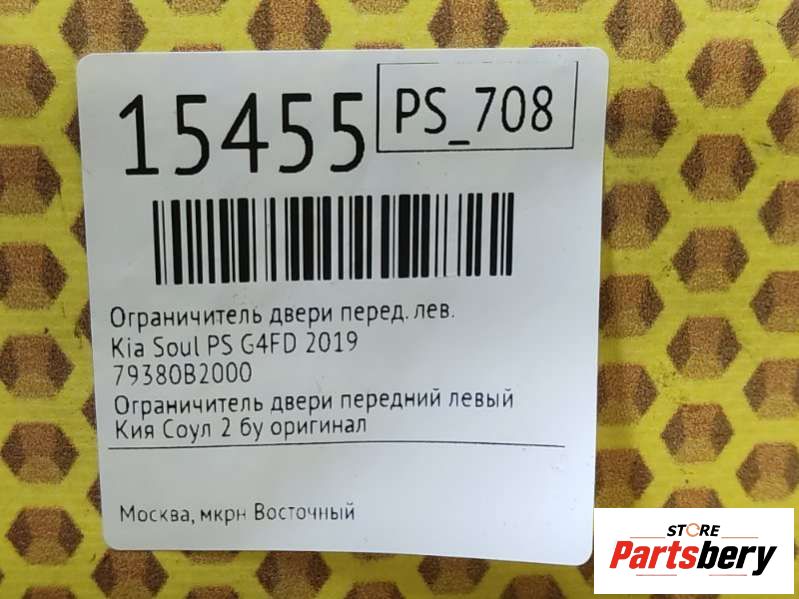 15455
PS_708
Ограничитель двери перед. лев.
Kia Soul PS G4FD 2019
79380B2000
Ограничитель двери передний левый
Кия Соул 2 бу оригинал
Москва, мкрн Восточный
STORE
Partsbery